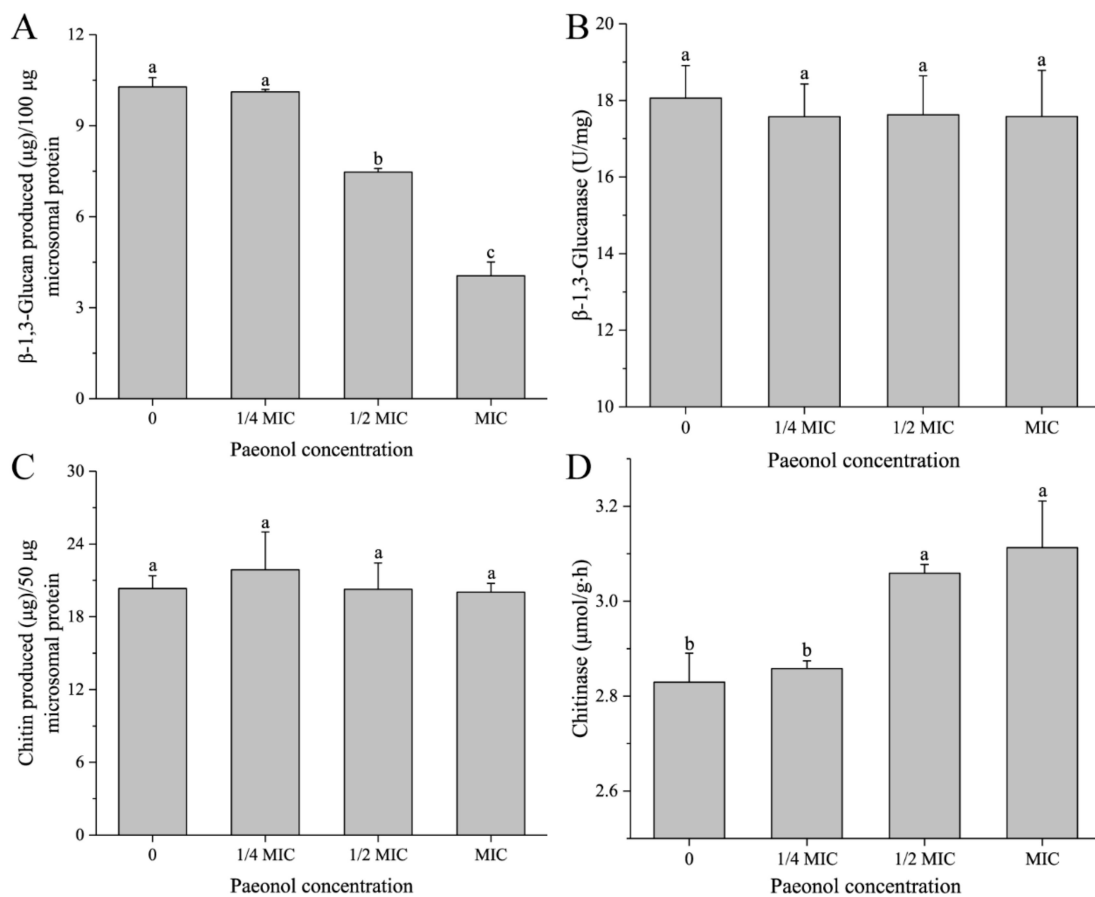 A
β-1,3-Glucan produced (μg)/100 μg
microsomal protein
12
9
6
3
0
a
a
b
c
0
1/4 MIC
1/2 MIC
MIC
Paeonol concentration
B
β-1,3-Glucanase (U/mg)
20
18
16
14
12
10
a
a
a
a
0
1/4 MIC
1/2 MIC
MIC
Paeonol concentration
C
Chitin produced (μg)/50 μg
microsomal protein
30
24
18
12
6
0
a
a
a
a
0
1/4 MIC
1/2 MIC
MIC
Paeonol concentration
D
Chitinase (μmol/g·h)
3.2
3.0
2.8
2.6
b
b
a
a
0
1/4 MIC
1/2 MIC
MIC
Paeonol concentration